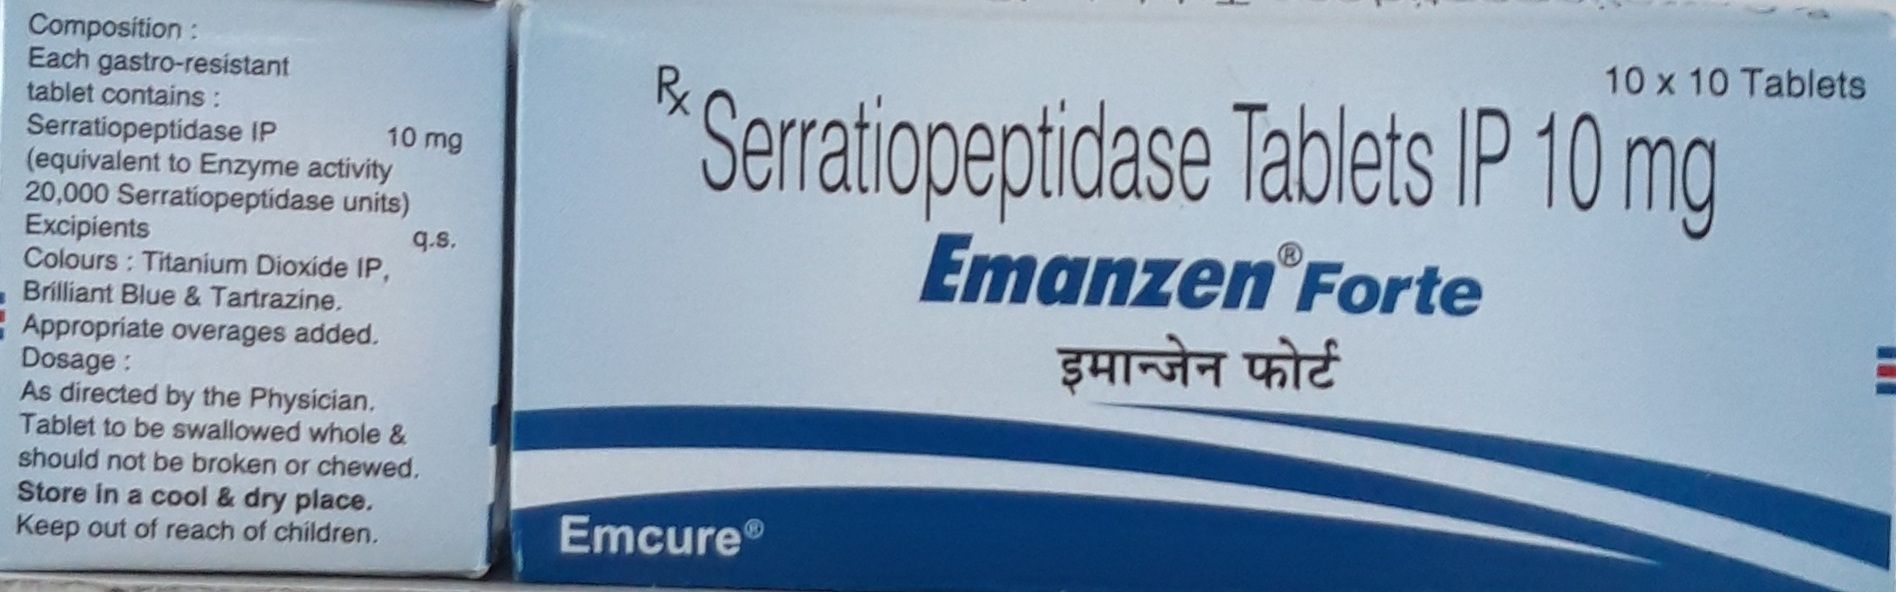 Composition :
Each gastro-resistant
tablet contains :
Serratiopeptidase IP 10 mg
(equivalent to Enzyme activity
20,000 Serratiopeptidase units)
Excipients q.s.
Colours : Titanium Dioxide IP,
Brilliant Blue & Tartrazine.
Appropriate overages added.
Dosage :
As directed by the Physician.
Tablet to be swallowed whole &
should not be broken or chewed.
Store in a cool & dry place.
Keep out of reach of children.
10 x 10 Tablets
Rx Serratiopeptidase Tablets IP 10 mg
Emanzen® Forte
इमान्जेन फोर्ट
Emcure®